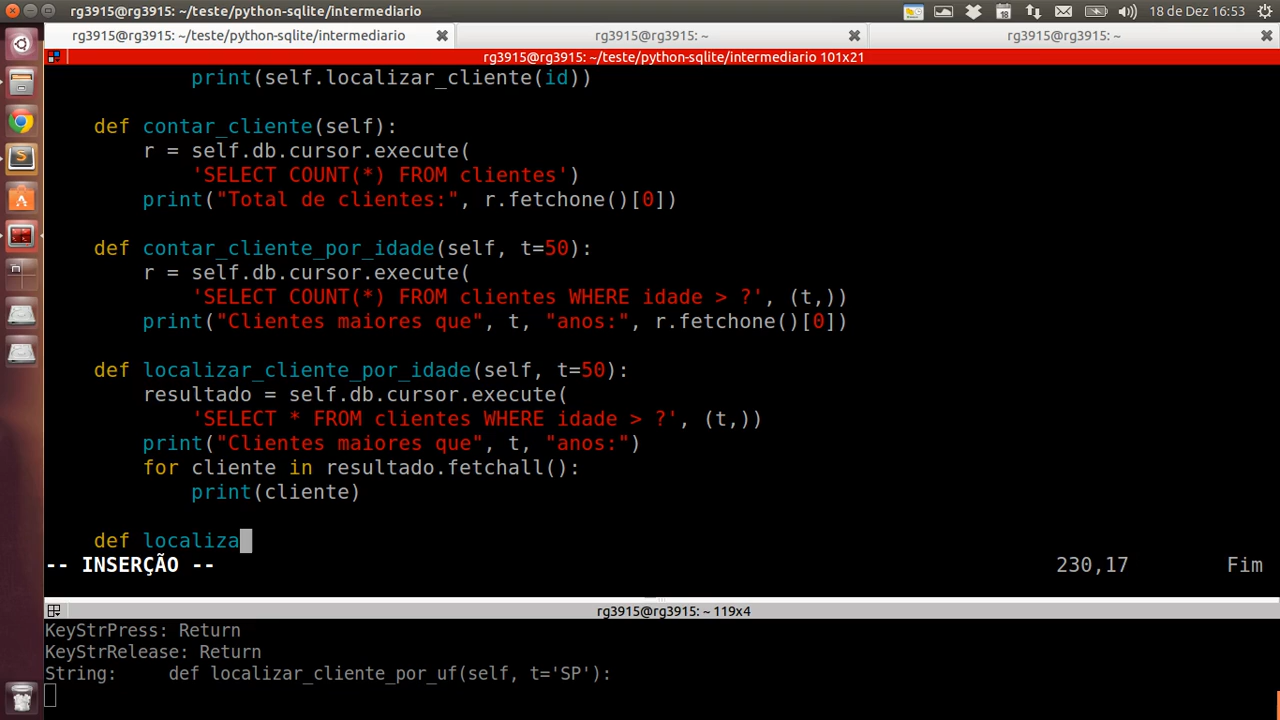 rg3915@rg3915: ~/teste/python-sqlite/intermediario
18 de Dez 16:53
rg3915@rg3915: ~/teste/python-sqlite/intermediario
rg3915@rg3915: ~
rg3915@rg3915: ~
rg3915@rg3915: ~/teste/python-sqlite/intermediario 101x21
            print(self.localizar_cliente(id))

    def contar_cliente(self):
        r = self.db.cursor.execute(
            'SELECT COUNT(*) FROM clientes')
        print("Total de clientes:", r.fetchone()[0])

    def contar_cliente_por_idade(self, t=50):
        r = self.db.cursor.execute(
            'SELECT COUNT(*) FROM clientes WHERE idade > ?', (t,))
        print("Clientes maiores que", t, "anos:", r.fetchone()[0])

    def localizar_cliente_por_idade(self, t=50):
        resultado = self.db.cursor.execute(
            'SELECT * FROM clientes WHERE idade > ?', (t,))
        print("Clientes maiores que", t, "anos:")
        for cliente in resultado.fetchall():
            print(cliente)

    def localiza
-- INSERÇÃO -- 230,17 Fim
rg3915@rg3915: ~ 119x4
KeyStrPress: Return
KeyStrRelease: Return
String:     def localizar_cliente_por_uf(self, t='SP'):